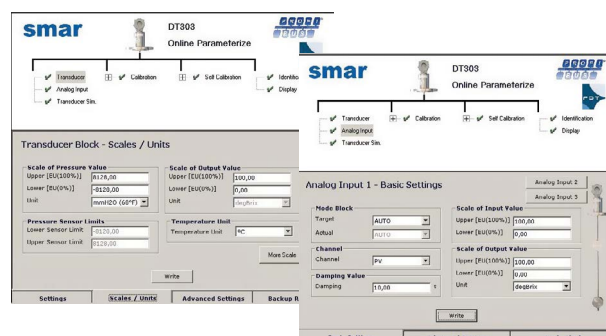 smar
DT303
Online Parameterize
PROFI
BUS
Transducer
Analog Input
Transducer Sim.
Calibration
Self Calibration
Display
Transducer Block - Scales / Units
Scale of Pressure Value
Upper [EU(100%)] 8128,00
Lower [EU(0%)] -8128,00
Unit mmH2O (68°F)
Scale of Output Value
Upper [EU(100%)] 100,00
Lower [EU(0%)] 0,00
Unit degBrix
Pressure Sensor Limits
Lower Sensor Limit -8128,00
Upper Sensor Limit 8128,00
Temperature Unit
Temperature Unit °C
More Scale
Write
Settings
Scales / Units
Advanced Settings
Backup R
smar
DT303
Online Parameterize
PROFI
BUS
FDT
Transducer
Analog Input
Transducer Sim.
Calibration
Self Calibration
Identification
Display
Analog Input 1 - Basic Settings
Analog Input 2
Analog Input 3
Mode Block
Target AUTO
Actual AUTO
Scale of Input Value
Upper [EU(100%)] 100,00
Lower [EU(0%)] 0,00
Channel
Channel PV
Scale of Output Value
Upper [EU(100%)] 100,00
Lower [EU(0%)] 0,00
Unit degBrix
Damping Value
Damping 10,00 s
Write